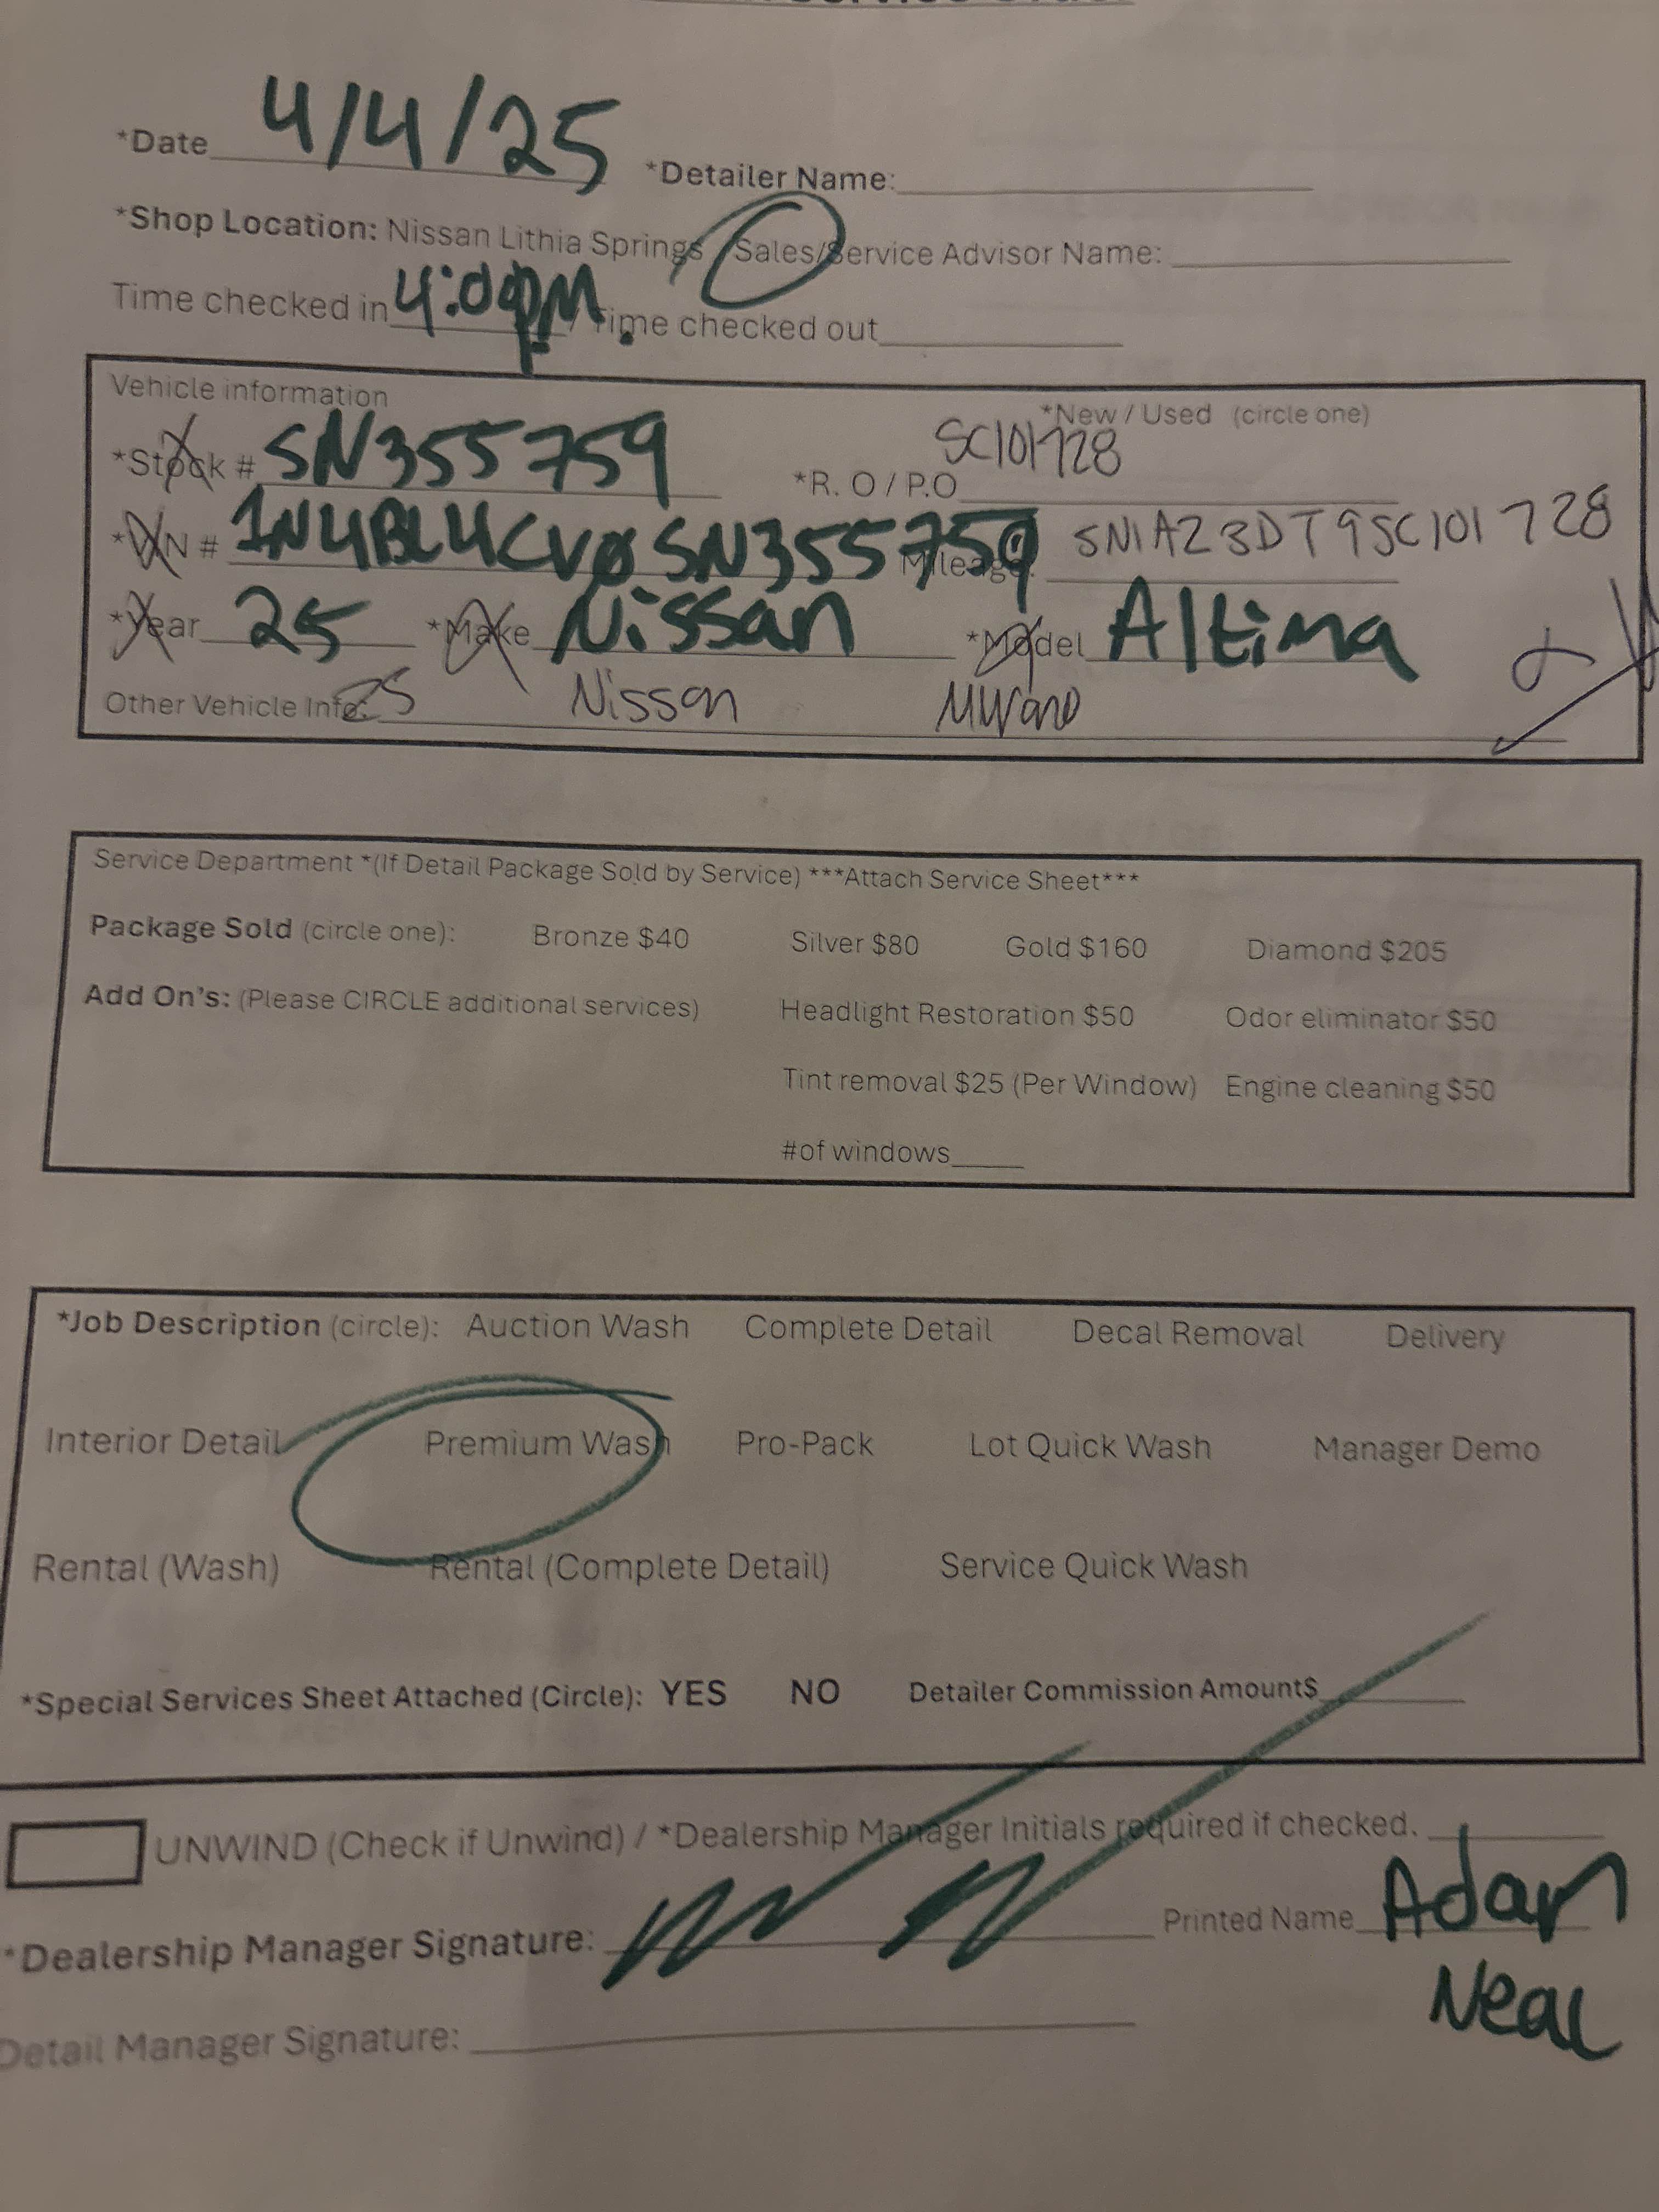 *Date 4/4/25 *Detailer Name:
*Shop Location: Nissan Lithia Springs / Sales/Service Advisor Name:
Time checked in 4:00pm. / Time checked out
Vehicle information
*New / Used (circle one)
*Stock # SN355759 *R. O / P.O SC101728
*VIN # 1N4BL4CV0SN355759 Mileage: 5N1AZ3DT9SC101728
*Year 25 *Make Nissan *Model Altima
Other Vehicle Info: 25 Nissan Murano
Service Department *(If Detail Package Sold by Service) ***Attach Service Sheet***
Package Sold (circle one): Bronze $40 Silver $80 Gold $160 Diamond $205
Add On's: (Please CIRCLE additional services) Headlight Restoration $50 Odor eliminator $50
Tint removal $25 (Per Window) Engine cleaning $50
#of windows
*Job Description (circle): Auction Wash Complete Detail Decal Removal Delivery
Interior Detail Premium Wash Pro-Pack Lot Quick Wash Manager Demo
Rental (Wash) Rental (Complete Detail) Service Quick Wash
*Special Services Sheet Attached (Circle): YES NO Detailer Commission Amount$
UNWIND (Check if Unwind) / *Dealership Manager Initials required if checked.
*Dealership Manager Signature: Printed Name Adam
Neal
Detail Manager Signature: